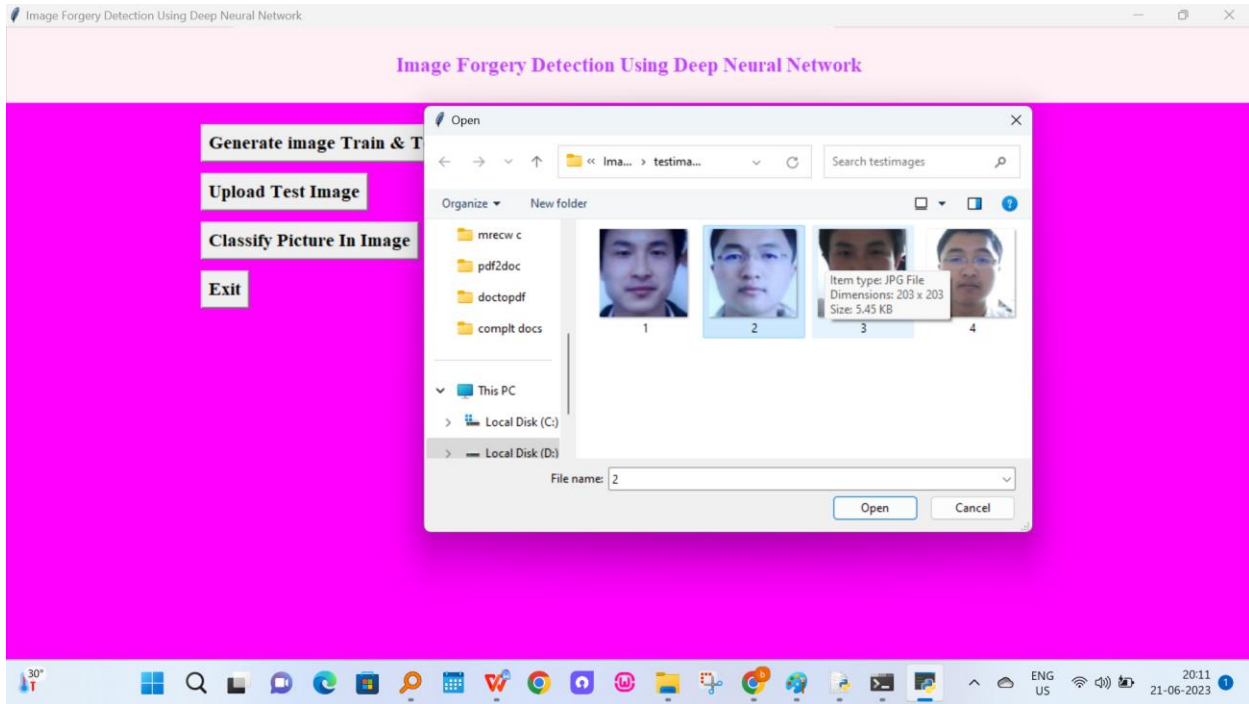 Image Forgery Detection Using Deep Neural Network
Image Forgery Detection Using Deep Neural Network
Generate image Train & T
Upload Test Image
Classify Picture In Image
Exit
Open
« Ima... › testima...
Search testimages
Organize
New folder
mrecw c
pdf2doc
doctopdf
complt docs
This PC
Local Disk (C:)
Local Disk (D:)
Item type: JPG File
Dimensions: 203 x 203
Size: 5.45 KB
1 2 3 4
File name: 2
Open Cancel
30°
T
ENG
US
20:11
21-06-2023
1